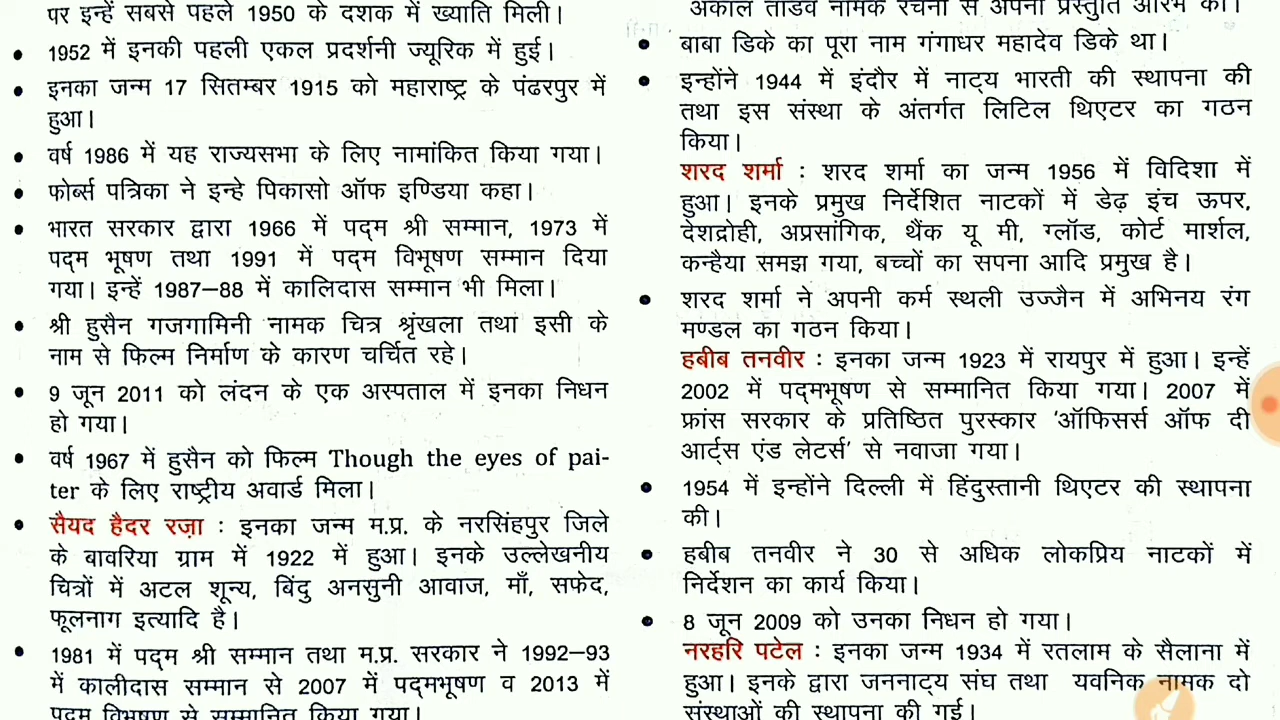 पर इन्हें सबसे पहले 1950 के दशक में ख्याति मिली।
• 1952 में इनकी पहली एकल प्रदर्शनी ज्यूरिक में हुई।
• इनका जन्म 17 सितम्बर 1915 को महाराष्ट्र के पंढरपुर में
हुआ।
• वर्ष 1986 में यह राज्यसभा के लिए नामांकित किया गया।
• फोर्ब्स पत्रिका ने इन्हे पिकासो ऑफ इण्डिया कहा।
• भारत सरकार द्वारा 1966 में पद्म श्री सम्मान, 1973 में
पद्म भूषण तथा 1991 में पद्म विभूषण सम्मान दिया
गया। इन्हें 1987–88 में कालिदास सम्मान भी मिला।
• श्री हुसैन गजगामिनी नामक चित्र श्रृंखला तथा इसी के
नाम से फिल्म निर्माण के कारण चर्चित रहे।
• 9 जून 2011 को लंदन के एक अस्पताल में इनका निधन
हो गया।
• वर्ष 1967 में हुसैन को फिल्म Though the eyes of pai-
ter के लिए राष्ट्रीय अवार्ड मिला।
• सैयद हैदर रज़ा : इनका जन्म म.प्र. के नरसिंहपुर जिले
के बावरिया ग्राम में 1922 में हुआ। इनके उल्लेखनीय
चित्रों में अटल शून्य, बिंदु अनसुनी आवाज, माँ, सफेद,
फूलनाग इत्यादि है।
• 1981 में पद्म श्री सम्मान तथा म.प्र. सरकार ने 1992–93
में कालीदास सम्मान से 2007 में पद्मभूषण व 2013 में
पदम विभूषण से सम्मानित किया गया।
अकाल तांडव नामक रचना से अपनी प्रस्तुति आरंभ की।
• बाबा डिके का पूरा नाम गंगाधर महादेव डिके था।
• इन्होंने 1944 में इंदौर में नाट्य भारती की स्थापना की
तथा इस संस्था के अंतर्गत लिटिल थिएटर का गठन
किया।
शरद शर्मा : शरद शर्मा का जन्म 1956 में विदिशा में
हुआ। इनके प्रमुख निर्देशित नाटकों में डेढ़ इंच ऊपर,
देशद्रोही, अप्रसांगिक, थैंक यू मी, ग्लॉड, कोर्ट मार्शल,
कन्हैया समझ गया, बच्चों का सपना आदि प्रमुख है।
• शरद शर्मा ने अपनी कर्म स्थली उज्जैन में अभिनय रंग
मण्डल का गठन किया।
हबीब तनवीर : इनका जन्म 1923 में रायपुर में हुआ। इन्हें
2002 में पद्मभूषण से सम्मानित किया गया। 2007 में
फ्रांस सरकार के प्रतिष्ठित पुरस्कार ‘ऑफिसर्स ऑफ दी
आर्ट्स एंड लेटर्स’ से नवाजा गया।
• 1954 में इन्होंने दिल्ली में हिंदुस्तानी थिएटर की स्थापना
की।
• हबीब तनवीर ने 30 से अधिक लोकप्रिय नाटकों में
निर्देशन का कार्य किया।
• 8 जून 2009 को उनका निधन हो गया।
नरहरि पटेल : इनका जन्म 1934 में रतलाम के सैलाना में
हुआ। इनके द्वारा जननाट्य संघ तथा यवनिक नामक दो
संस्थाओं की स्थापना की गई।